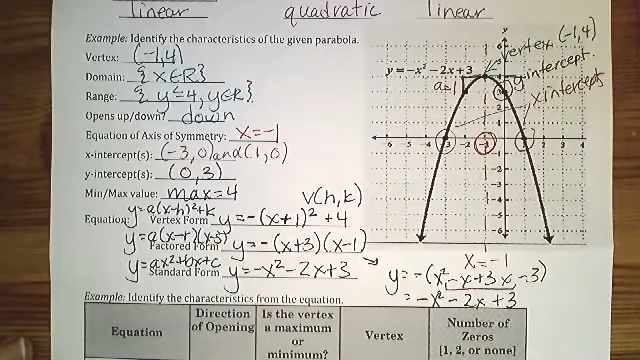 linear quadratic linear
Example: Identify the characteristics of the given parabola.
Vertex: (-1,4)
Domain: {x∈R}
Range: {y≤4, y∈R}
Opens up/down? down
Equation of Axis of Symmetry: x=-1
x-intercept(s): (-3,0) and (1,0)
y-intercept(s): (0,3)
Min/Max value: max=4
V(h,k)
y=a(x-h)²+k
Equation: Vertex Form y=-(x+1)²+4
y=a(x-r)(x-s)
Factored Form y=-(x+3)(x-1)
y=ax²+bx+c
Standard Form y=-x²-2x+3
vertex (-1,4)
y = -x² - 2x + 3
y intercept
a=1
x intercepts
x=-1
→ y=-(x²-x+3x-3)
= -x²-2x+3
Example: Identify the characteristics from the equation.
Equation
Direction of Opening
Is the vertex a maximum or minimum?
Vertex
Number of Zeros [1, 2, or none]